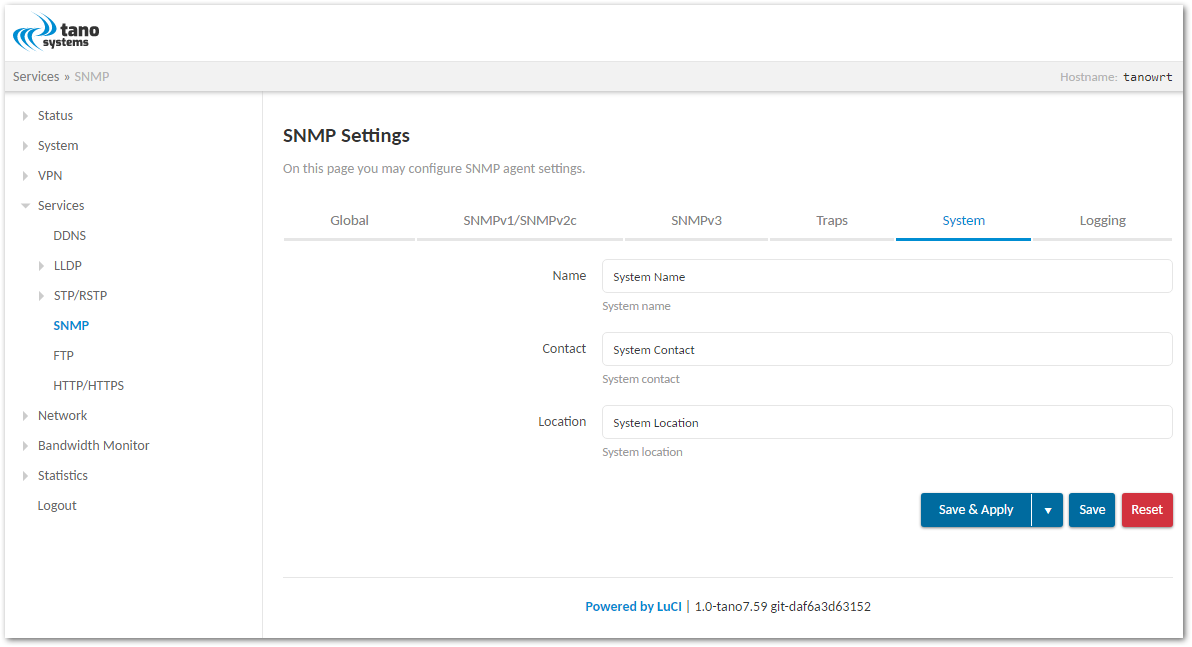 tano
systems
Services » SNMP
Hostname: tanowrt
Status
System
VPN
Services
DDNS
LLDP
STP/RSTP
SNMP
FTP
HTTP/HTTPS
Network
Bandwidth Monitor
Statistics
Logout
SNMP Settings
On this page you may configure SNMP agent settings.
Global SNMPv1/SNMPv2c SNMPv3 Traps System Logging
Name System Name
System name
Contact System Contact
System contact
Location System Location
System location
Save & Apply ▼ Save Reset
Powered by LuCI | 1.0-tano7.59 git-daf6a3d63152